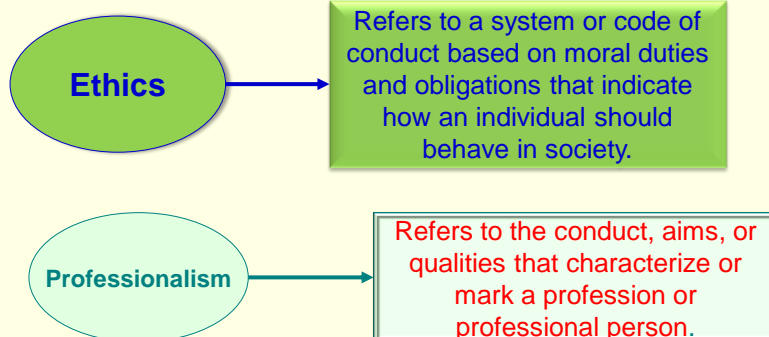 Ethics
Refers to a system or code of
conduct based on moral duties
and obligations that indicate
how an individual should
behave in society.
Professionalism
Refers to the conduct, aims, or
qualities that characterize or
mark a profession or
professional person.